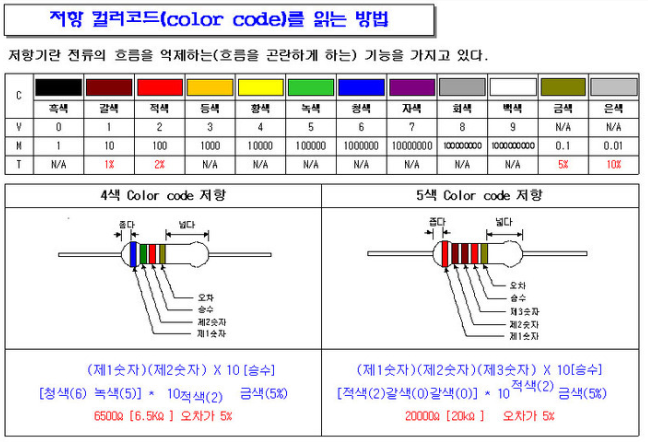 저항 컬러코드(color code)를 읽는 방법
저항기란 전류의 흐름을 억제하는(흐름을 곤란하게 하는) 기능을 가지고 있다.
C 흑색 갈색 적색 등색 황색 녹색 청색 자색 회색 백색 금색 은색
V 0 1 2 3 4 5 6 7 8 9 N/A N/A
M 1 10 100 1000 10000 100000 1000000 10000000 100000000 1000000000 0.1 0.01
T N/A 1% 2% N/A N/A N/A N/A N/A N/A N/A 5% 10%
4색 Color code 저항
좁다 넓다
오차
승수
제2숫자
제1숫자
(제1숫자)(제2숫자) X 10 [승수]
[청색(6) 녹색(5)] * 10적색(2) 금색(5%)
6500Ω [6.5KΩ ] 오차가 5%
5색 Color code 저항
좁다 넓다
오차
승수
제3숫자
제2숫자
제1숫자
(제1숫자)(제2숫자)(제3숫자) X 10[승수]
[적색(2)갈색(0)갈색(0)] * 10적색(2) 금색(5%)
20000Ω [20kΩ ] 오차가 5%